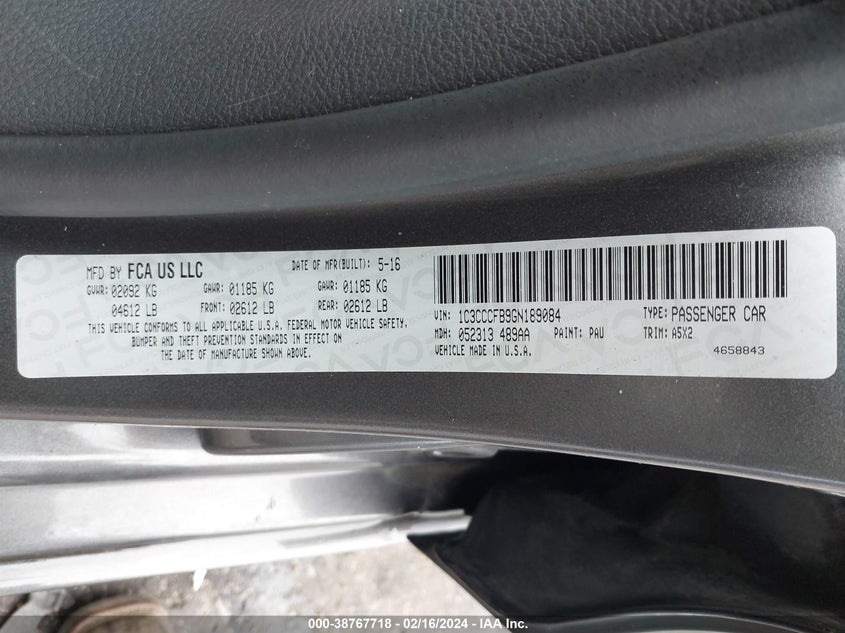 MFD BY FCA US LLC DATE OF MFR(BUILT): 5-16
GVWR: 02092 KG GAWR: 01185 KG GAWR: 01185 KG
04612 LB FRONT: 02612 LB REAR: 02612 LB
THIS VEHICLE CONFORMS TO ALL APPLICABLE U.S.A. FEDERAL MOTOR VEHICLE SAFETY,
BUMPER AND THEFT PREVENTION STANDARDS IN EFFECT ON
THE DATE OF MANUFACTURE SHOWN ABOVE.
VIN: 1C3CCCFB9GN189084 TYPE: PASSENGER CAR
MDH: 052313 489AA PAINT: PAU TRIM: A5X2
VEHICLE MADE IN U.S.A. 4658843
000-38767718 - 02/16/2024 - IAA Inc.